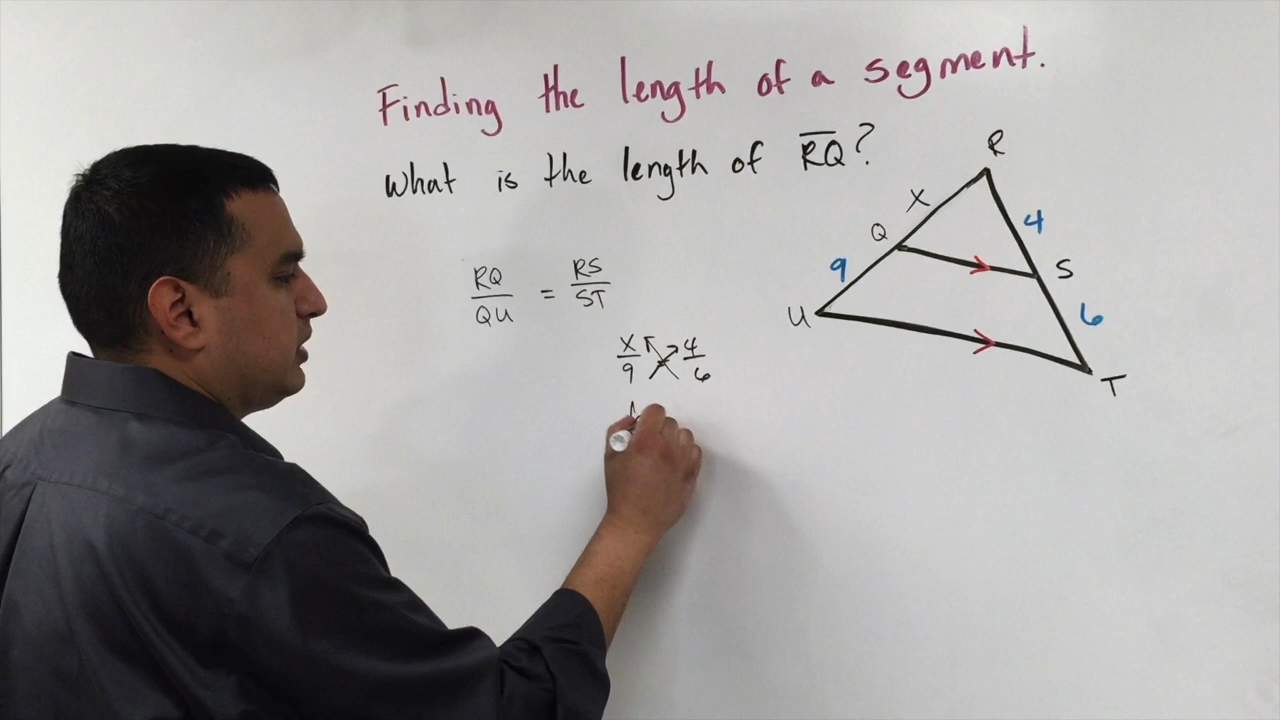 Finding the length of a segment.
What is the length of RQ?
R
X
4
Q
S
9
6
U
T
RQ/QU = RS/ST
X/9 4/6